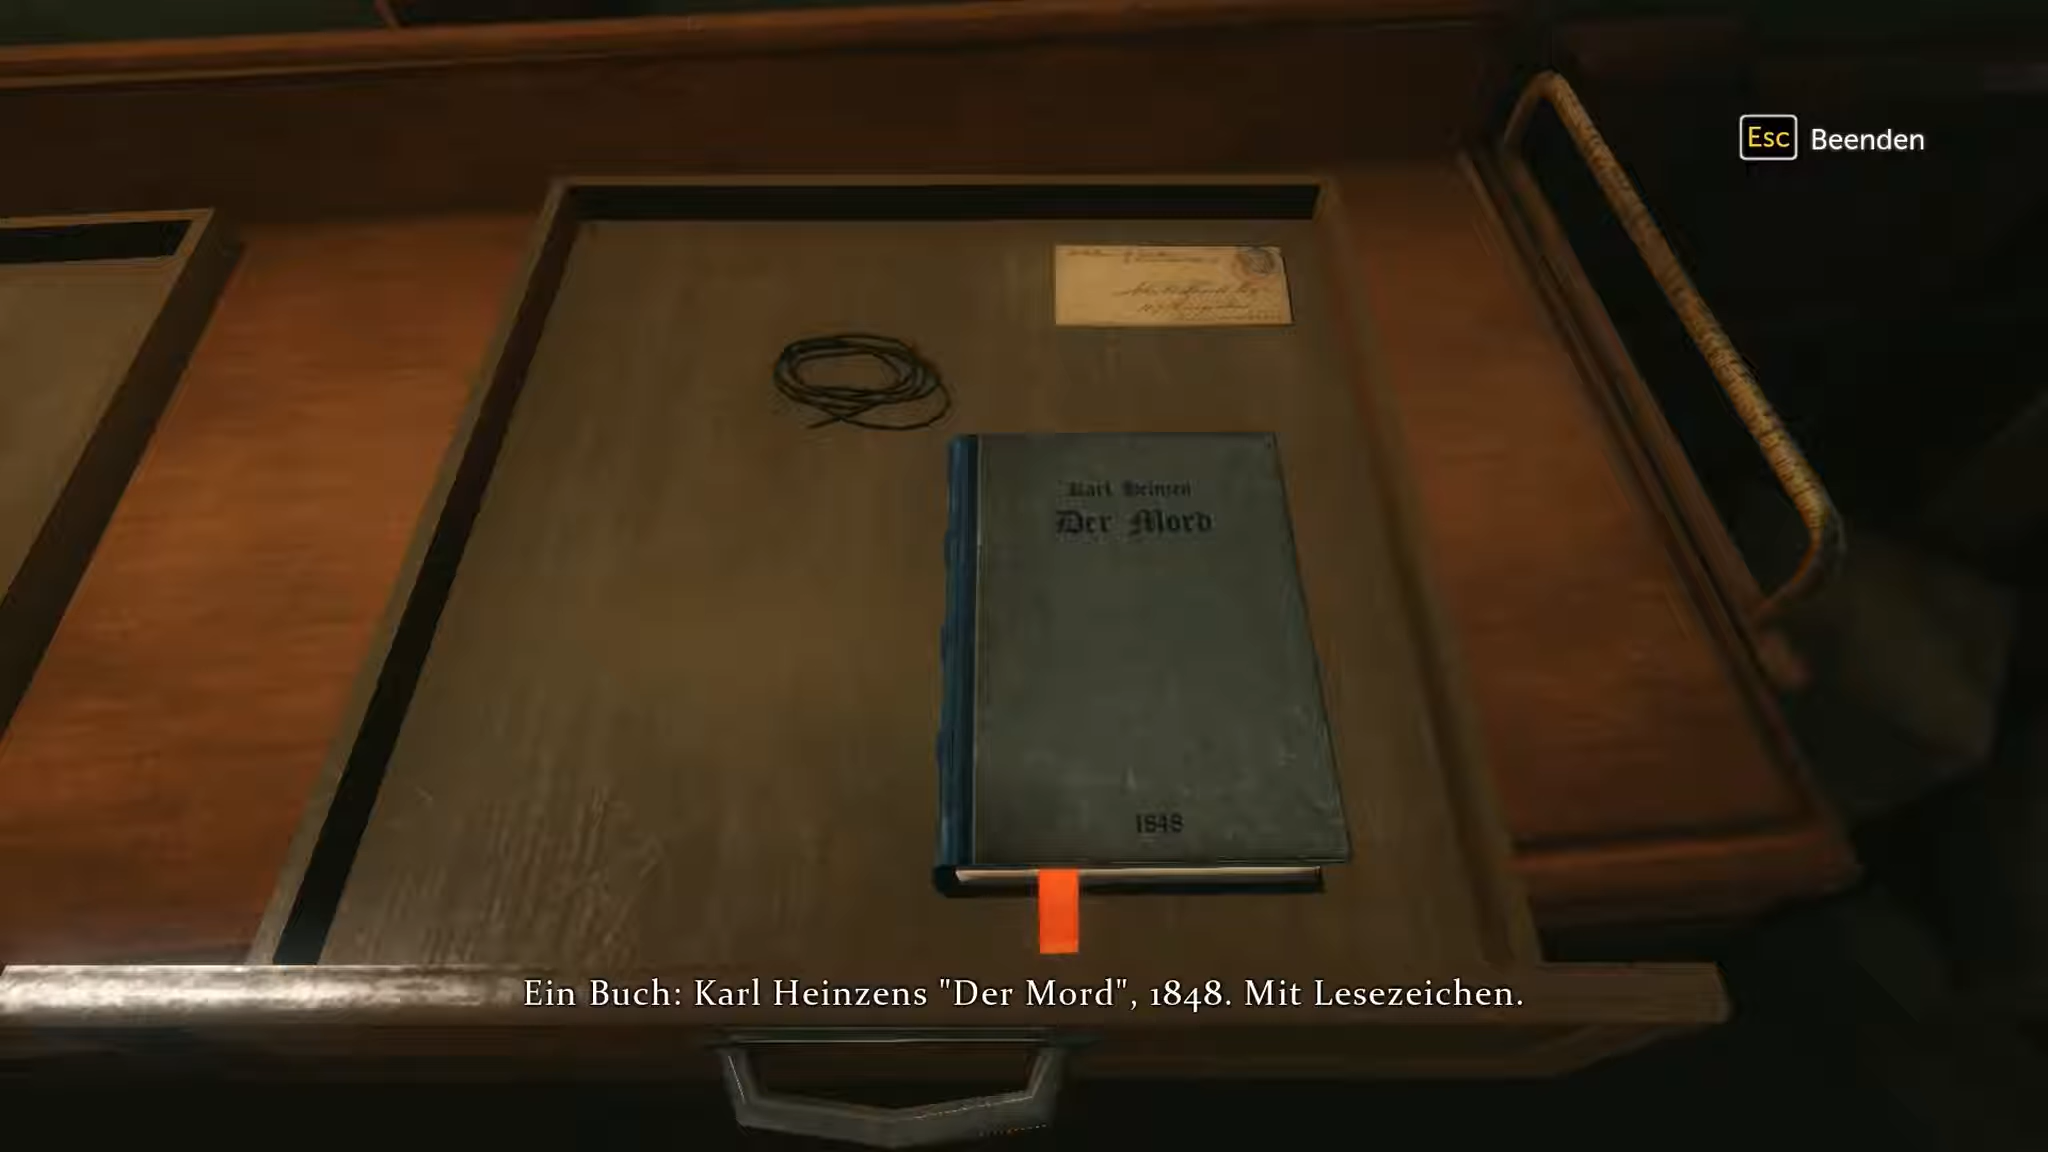 Esc Beenden
Karl Heinzen
Der Mord
1848
Ein Buch: Karl Heinzens "Der Mord", 1848. Mit Lesezeichen.